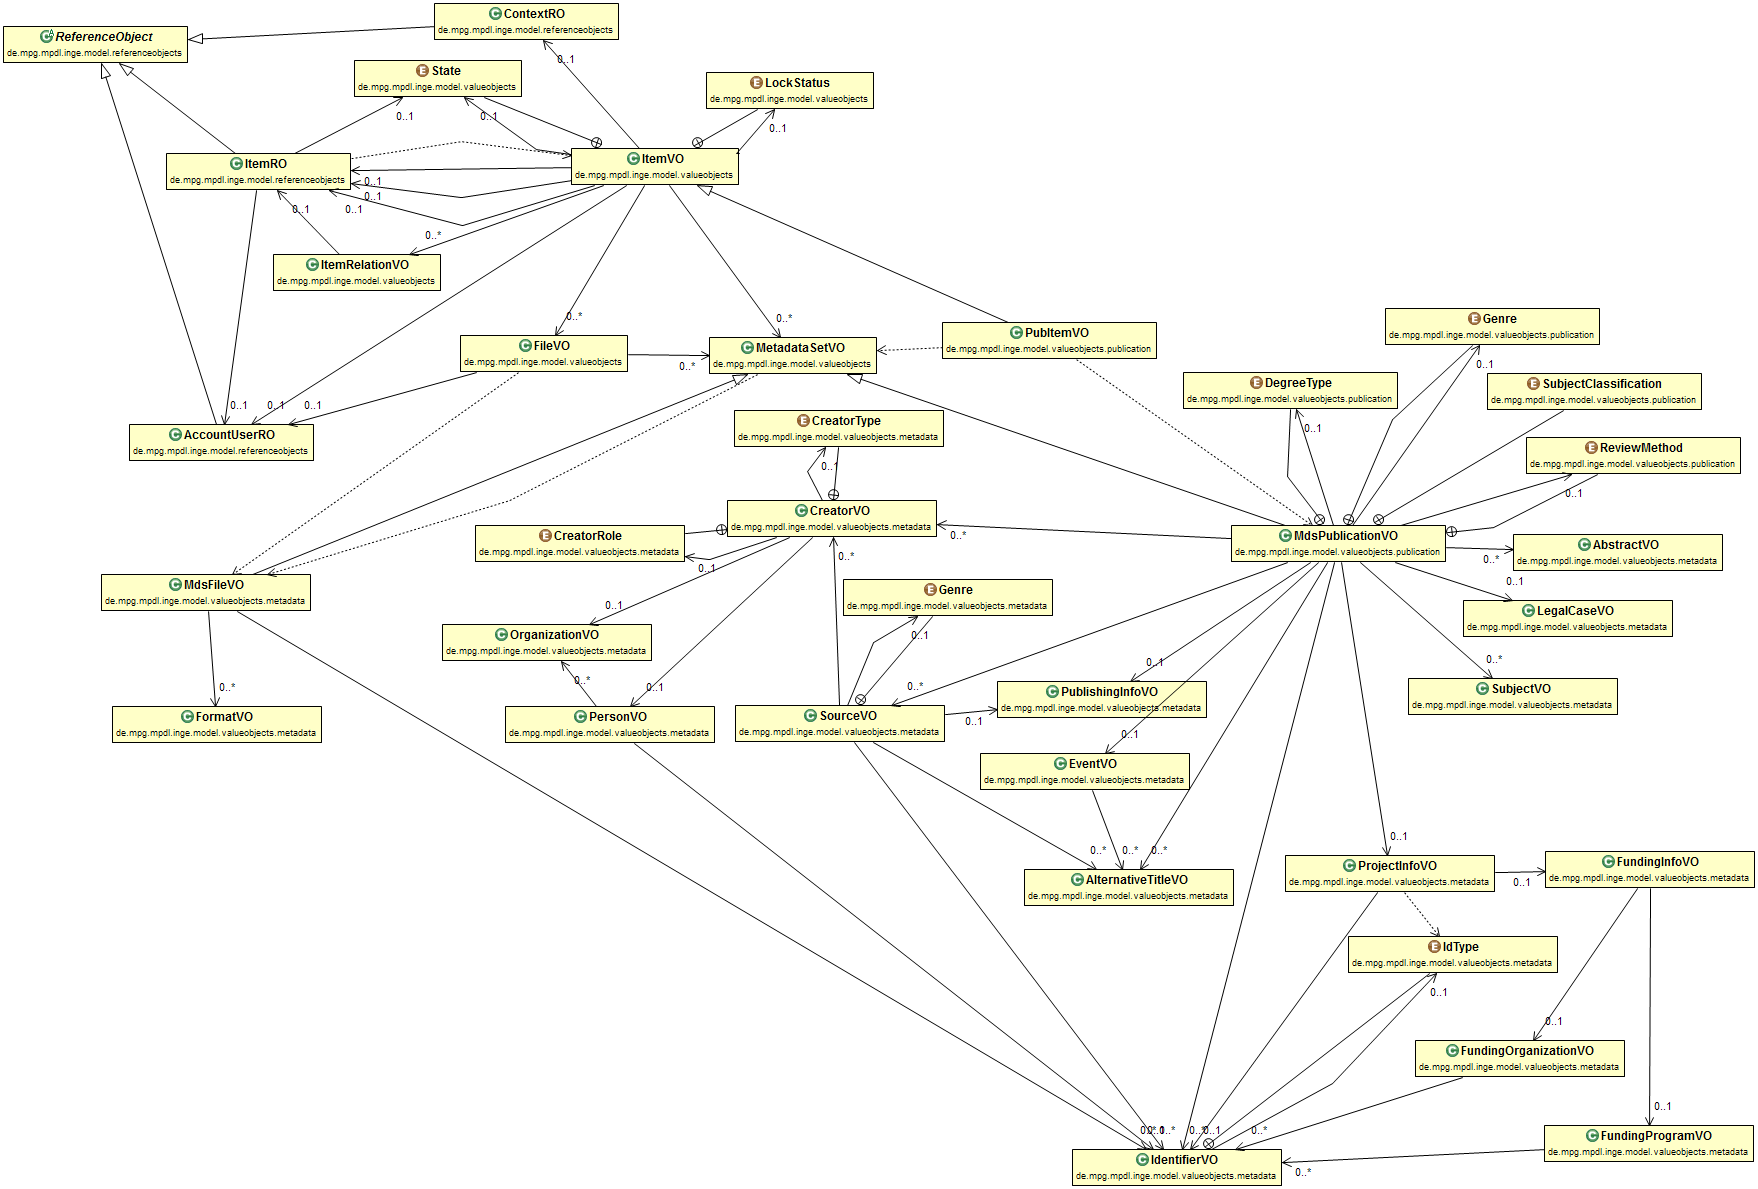 ContextRO
de.mpg.mpdl.inge.model.referenceobjects
ReferenceObject
de.mpg.mpdl.inge.model.referenceobjects
0..1
State
de.mpg.mpdl.inge.model.valueobjects
LockStatus
de.mpg.mpdl.inge.model.valueobjects
0..1
0..1
0..1
ItemRO
de.mpg.mpdl.inge.model.referenceobjects
ItemVO
de.mpg.mpdl.inge.model.valueobjects
0..1
0..1
0..1
0..1
0..*
ItemRelationVO
de.mpg.mpdl.inge.model.valueobjects
0..*
0..*
FileVO
de.mpg.mpdl.inge.model.valueobjects
0..*
MetadataSetVO
de.mpg.mpdl.inge.model.valueobjects
PubItemVO
de.mpg.mpdl.inge.model.valueobjects.publication
Genre
de.mpg.mpdl.inge.model.valueobjects.publication
0..1
DegreeType
de.mpg.mpdl.inge.model.valueobjects.publication
SubjectClassification
de.mpg.mpdl.inge.model.valueobjects.publication
0..1
0..1
0..1
0..1
AccountUserRO
de.mpg.mpdl.inge.model.referenceobjects
CreatorType
de.mpg.mpdl.inge.model.valueobjects.metadata
0..1
ReviewMethod
de.mpg.mpdl.inge.model.valueobjects.publication
0..1
CreatorVO
de.mpg.mpdl.inge.model.valueobjects.metadata
CreatorRole
de.mpg.mpdl.inge.model.valueobjects.metadata
0..1
0..*
0..*
MdsPublicationVO
de.mpg.mpdl.inge.model.valueobjects.publication
0..*
AbstractVO
de.mpg.mpdl.inge.model.valueobjects.metadata
0..1
MdsFileVO
de.mpg.mpdl.inge.model.valueobjects.metadata
Genre
de.mpg.mpdl.inge.model.valueobjects.metadata
0..1
LegalCaseVO
de.mpg.mpdl.inge.model.valueobjects.metadata
0..1
OrganizationVO
de.mpg.mpdl.inge.model.valueobjects.metadata
0..*
0..1
0..*
0..*
0..1
0..*
SubjectVO
de.mpg.mpdl.inge.model.valueobjects.metadata
PublishingInfoVO
de.mpg.mpdl.inge.model.valueobjects.metadata
FormatVO
de.mpg.mpdl.inge.model.valueobjects.metadata
PersonVO
de.mpg.mpdl.inge.model.valueobjects.metadata
SourceVO
de.mpg.mpdl.inge.model.valueobjects.metadata
0..1
0..1
EventVO
de.mpg.mpdl.inge.model.valueobjects.metadata
0..*
0..*
0..*
AlternativeTitleVO
de.mpg.mpdl.inge.model.valueobjects.metadata
0..1
ProjectInfoVO
de.mpg.mpdl.inge.model.valueobjects.metadata
0..1
FundingInfoVO
de.mpg.mpdl.inge.model.valueobjects.metadata
IdType
de.mpg.mpdl.inge.model.valueobjects.metadata
0..1
0..1
FundingOrganizationVO
de.mpg.mpdl.inge.model.valueobjects.metadata
0..1
0..*
0..1
0..*
FundingProgramVO
de.mpg.mpdl.inge.model.valueobjects.metadata
0..*
IdentifierVO
de.mpg.mpdl.inge.model.valueobjects.metadata